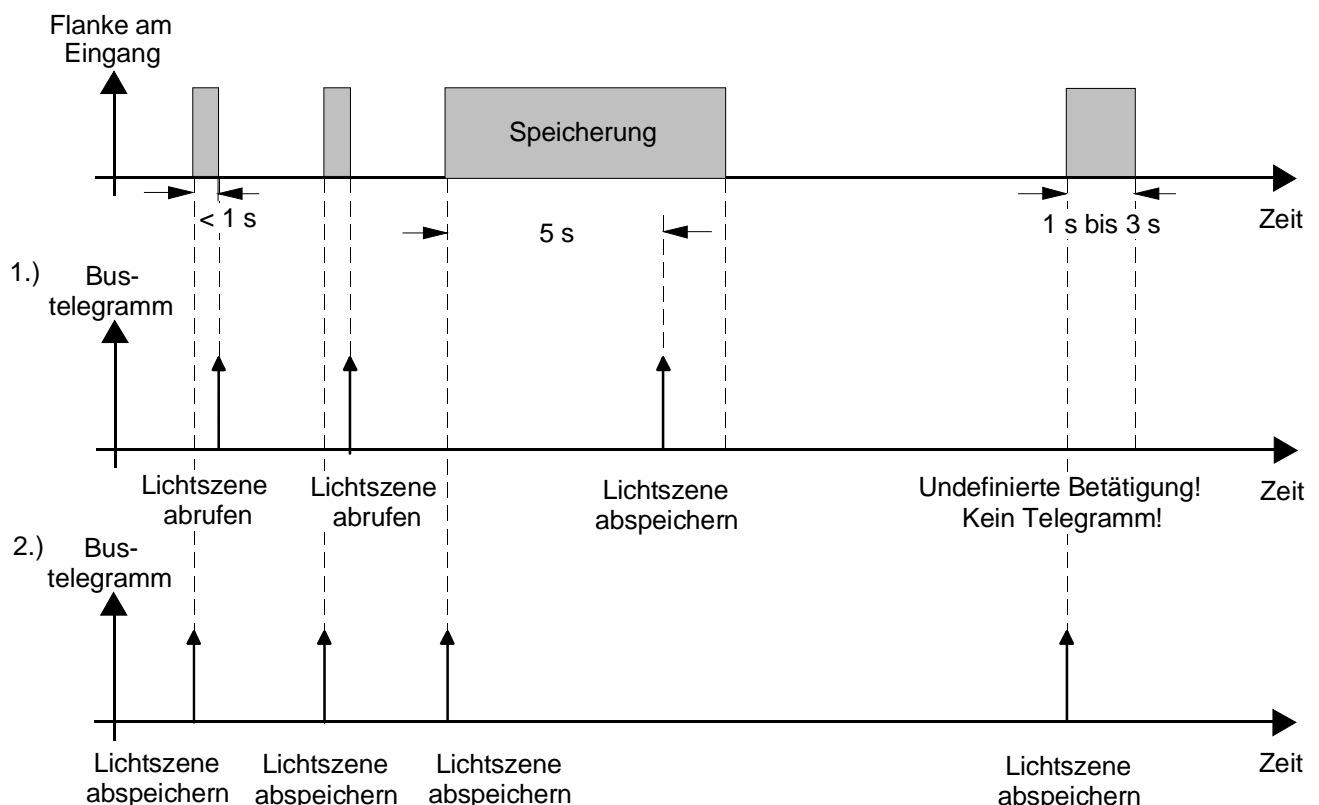 Flanke am
Eingang
Speicherung
< 1 s
5 s
1 s bis 3 s
Zeit
1.) Bus-
telegramm
Lichtszene
abrufen
Lichtszene
abrufen
Lichtszene
abspeichern
Undefinierte Betätigung!
Kein Telegramm!
Zeit
2.) Bus-
telegramm
Lichtszene
abspeichern
Lichtszene
abspeichern
Lichtszene
abspeichern
Lichtszene
abspeichern
Zeit